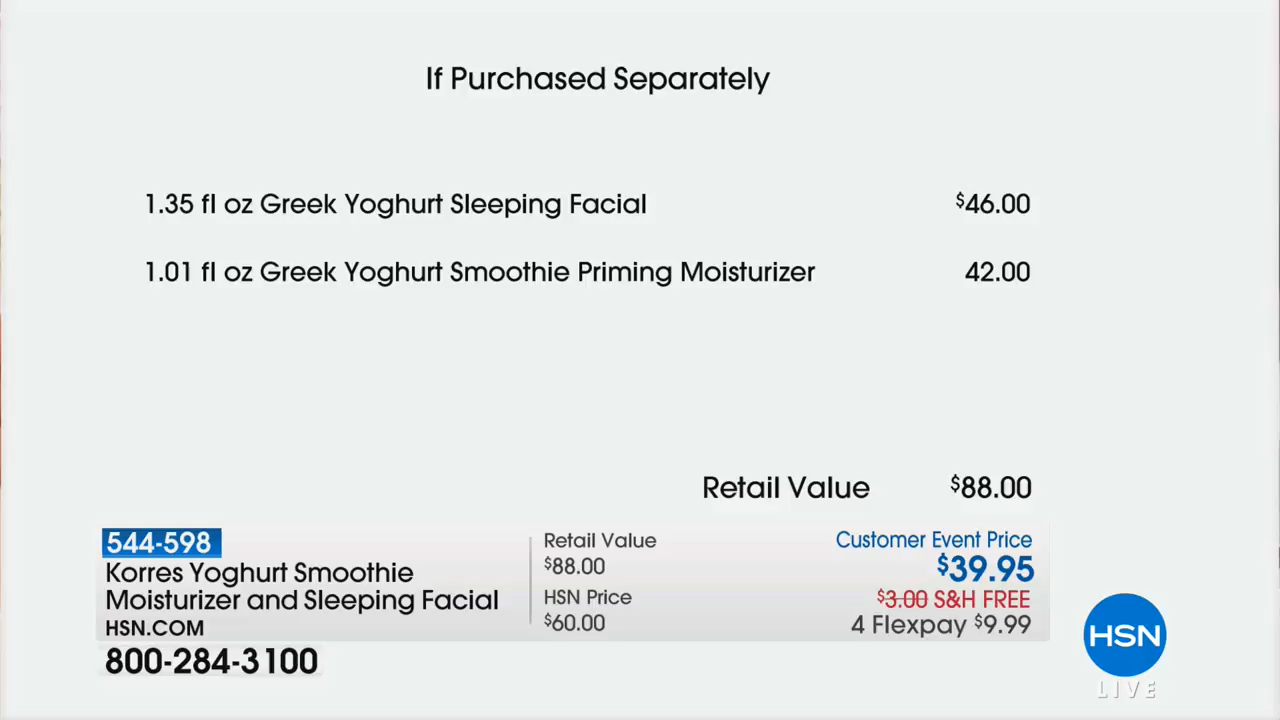 If Purchased Separately
1.35 fl oz Greek Yoghurt Sleeping Facial $46.00
1.01 fl oz Greek Yoghurt Smoothie Priming Moisturizer 42.00
Retail Value $88.00
544-598
Korres Yoghurt Smoothie
Moisturizer and Sleeping Facial
HSN.COM
800-284-3100
Retail Value
$88.00
HSN Price
$60.00
Customer Event Price
$39.95
$3.00 S&H FREE
4 Flexpay $9.99
HSN
LIVE